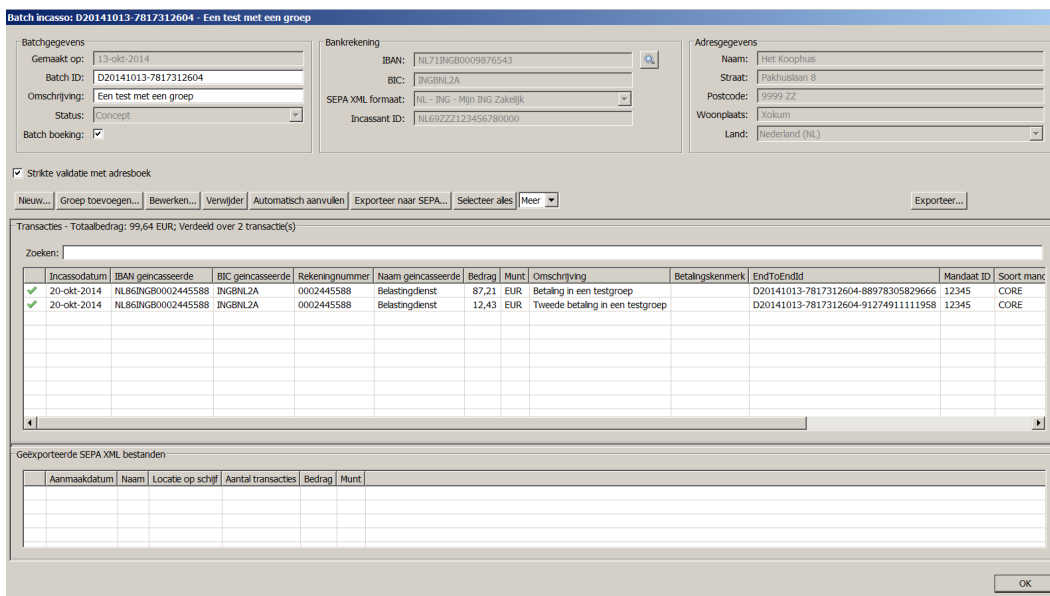 Batch incasso: D20141013-7817312604 - Een test met een groep
Batchgegevens
Gemaakt op: 13-okt-2014
Batch ID: D20141013-7817312604
Omschrijving: Een test met een groep
Status: Concept
Batch boeking:
Bankrekening
IBAN: NL71INGB0009876543
BIC: INGBNL2A
SEPA XML formaat: NL - ING - Mijn ING Zakelijk
Incassant ID: NL69ZZZ123456780000
Adresgegevens
Naam: Het Koophuis
Straat: Pakhuislaan 8
Postcode: 9999 ZZ
Woonplaats: Xokum
Land: Nederland (NL)
Strikte validatie met adresboek
Nieuw... Groep toevoegen... Bewerken... Verwijder Automatisch aanvullen Exporteer naar SEPA... Selecteer alles Meer Exporteer...
Transacties - Totaalbedrag: 99,64 EUR; Verdeeld over 2 transactie(s)
Zoeken:
Incassodatum IBAN geincasseerde BIC geincasseerde Rekeningnummer Naam geincasseerde Bedrag Munt Omschrijving Betalingskenmerk EndToEndId Mandaat ID Soort manc
20-okt-2014 NL86INGB0002445588 INGBNL2A 0002445588 Belastingdienst 87,21 EUR Betaling in een testgroep D20141013-7817312604-88978305829666 12345 CORE
20-okt-2014 NL86INGB0002445588 INGBNL2A 0002445588 Belastingdienst 12,43 EUR Tweede betaling in een testgroep D20141013-7817312604-91274911111958 12345 CORE
Geëxporteerde SEPA XML bestanden
Aanmaakdatum Naam Locatie op schijf Aantal transacties Bedrag Munt
OK